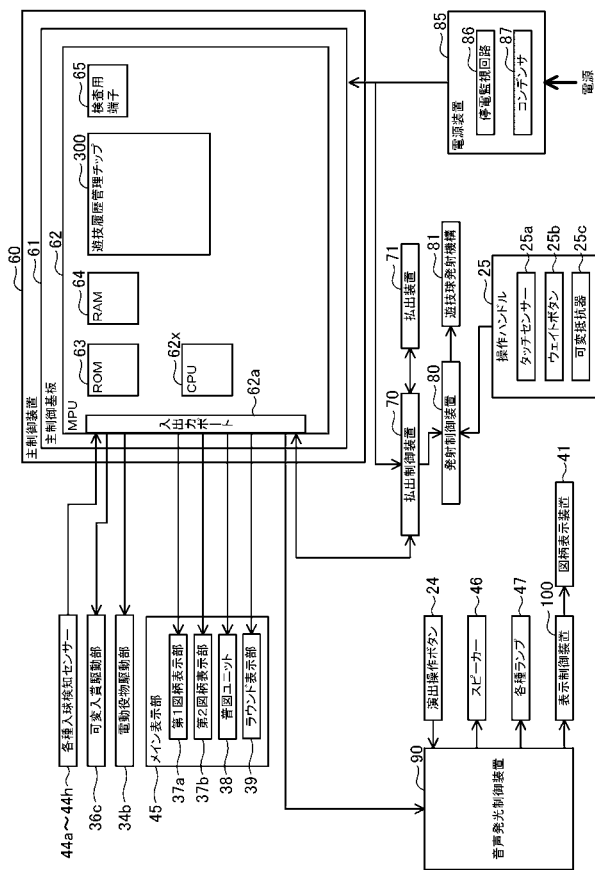 60
主制御装置
61
主制御基板
62
MPU
63
ROM
64
RAM
300
遊技履歴管理チップ
65
検査用端子
62x
CPU
62a
入出力ポート
44a～44h
各種入球検知センサー
36c
可変入賞駆動部
34b
電動役物駆動部
45
メイン表示部
37a
第1図柄表示部
37b
第2図柄表示部
38
普図ユニット
39
ラウンド表示部
70
払出制御装置
71
払出装置
80
発射制御装置
81
遊技球発射機構
25
操作ハンドル
タッチセンサー
25a
ウェイトボタン
25b
可変抵抗器
25c
電源装置
85
停電監視回路
86
コンデンサ
87
電源
90
音声発光制御装置
演出操作ボタン
24
スピーカー
46
各種ランプ
47
表示制御装置
100
図柄表示装置
41